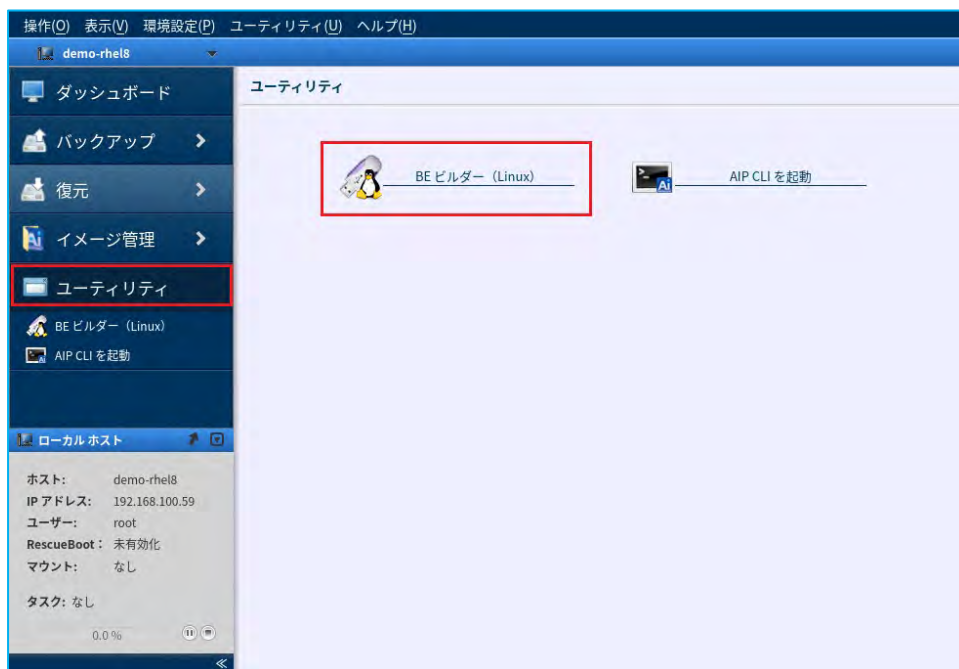 操作(O) 表示(V) 環境設定(P) ユーティリティ(U) ヘルプ(H)
demo-rhel8
ダッシュボード
バックアップ
復元
イメージ管理
ユーティリティ
BE ビルダー（Linux）
AIP CLI を起動
ユーティリティ
BE ビルダー（Linux）
AIP CLI を起動
ローカル ホスト
ホスト: demo-rhel8
IP アドレス: 192.168.100.59
ユーザー: root
RescueBoot： 未有効化
マウント: なし
タスク: なし
0.0 %